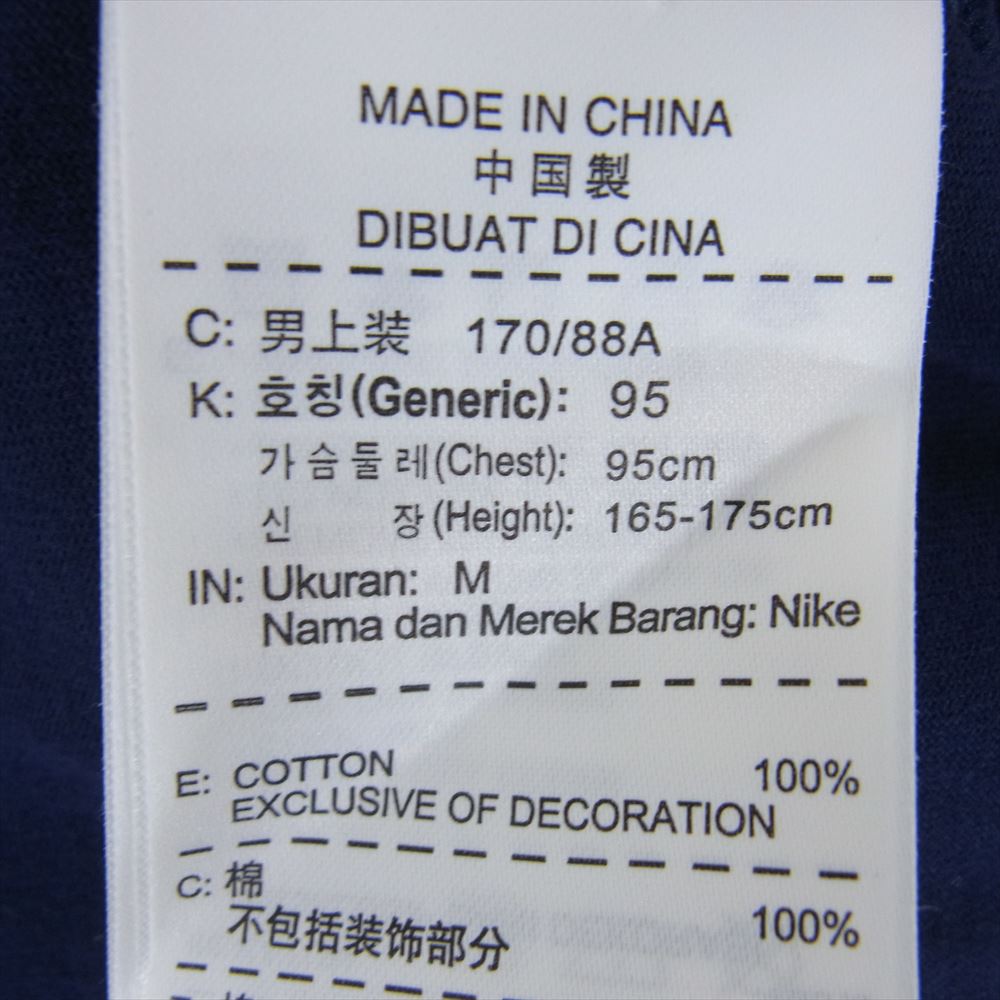 MADE IN CHINA
中国製
DIBUAT DI CINA
C: 男上装 170/88A
K: 호칭(Generic): 95
가슴둘레(Chest): 95cm
신 장(Height): 165-175cm
IN: Ukuran: M
Nama dan Merek Barang: Nike
E: COTTON 100%
EXCLUSIVE OF DECORATION
C: 棉 100%
不包括装饰部分